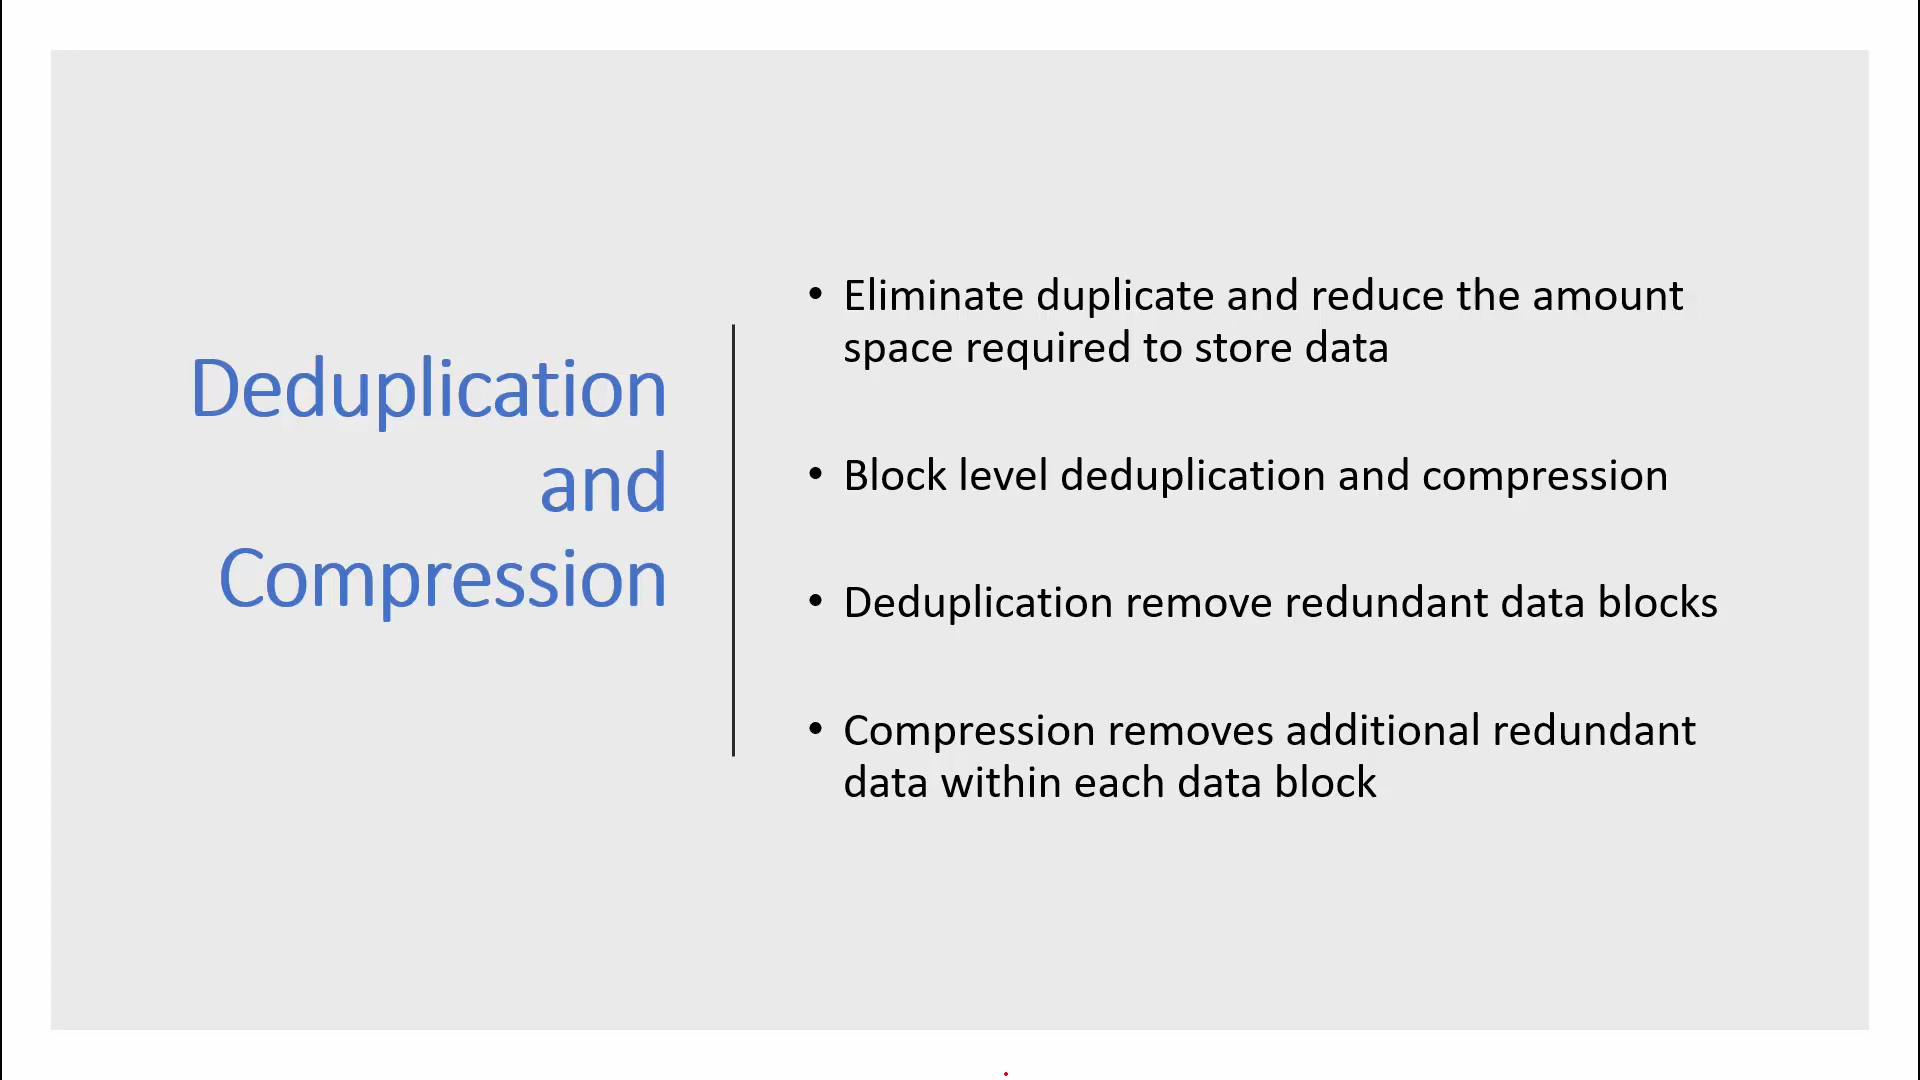 Deduplication
and
Compression
• Eliminate duplicate and reduce the amount
space required to store data
• Block level deduplication and compression
• Deduplication remove redundant data blocks
• Compression removes additional redundant
data within each data block